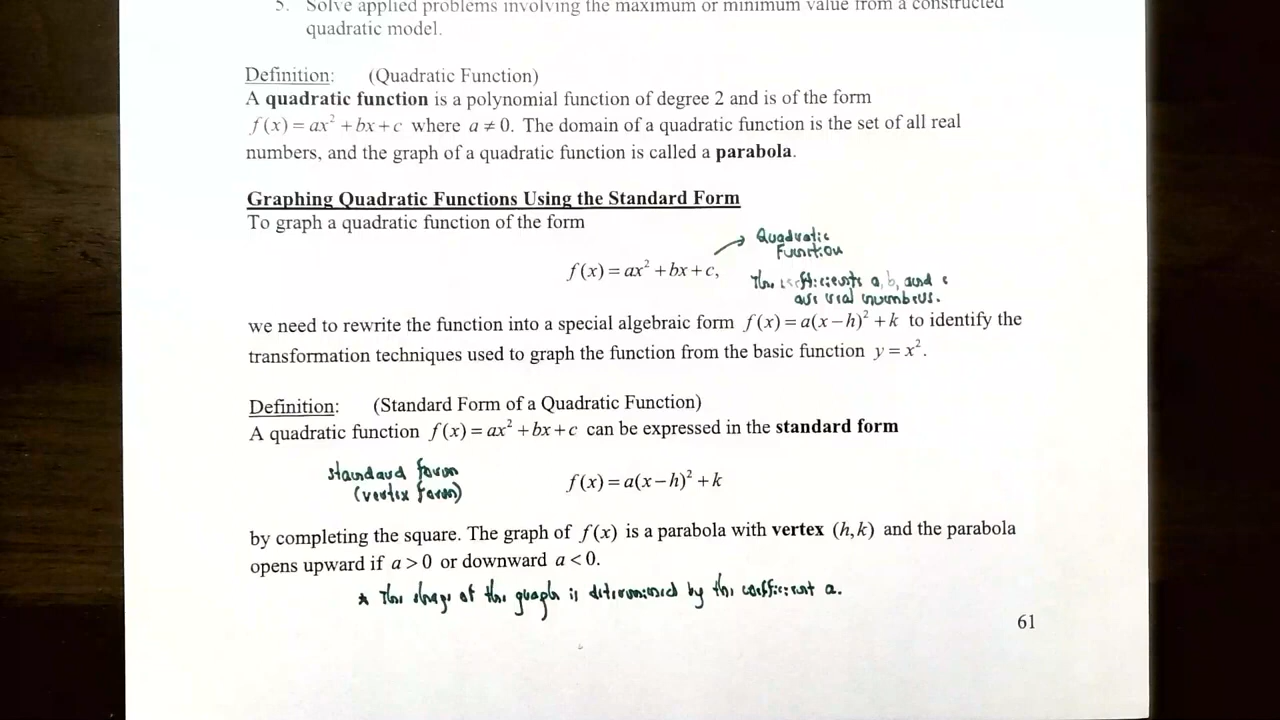 5. Solve applied problems involving the maximum or minimum value from a constructed
quadratic model.
Definition: (Quadratic Function)
A quadratic function is a polynomial function of degree 2 and is of the form
f(x) = ax² + bx + c where a ≠ 0. The domain of a quadratic function is the set of all real
numbers, and the graph of a quadratic function is called a parabola.
Graphing Quadratic Functions Using the Standard Form
To graph a quadratic function of the form
Quadratic
Function
f(x) = ax² + bx + c,
The coefficients a, b, and c
are real numbers.
we need to rewrite the function into a special algebraic form f(x) = a(x−h)² + k to identify the
transformation techniques used to graph the function from the basic function y = x².
Definition: (Standard Form of a Quadratic Function)
A quadratic function f(x) = ax² + bx + c can be expressed in the standard form
standard form
(vertex form)
f(x) = a(x−h)² + k
by completing the square. The graph of f(x) is a parabola with vertex (h,k) and the parabola
opens upward if a > 0 or downward a < 0.
* The shape of the graph is determined by the coefficient a.
61